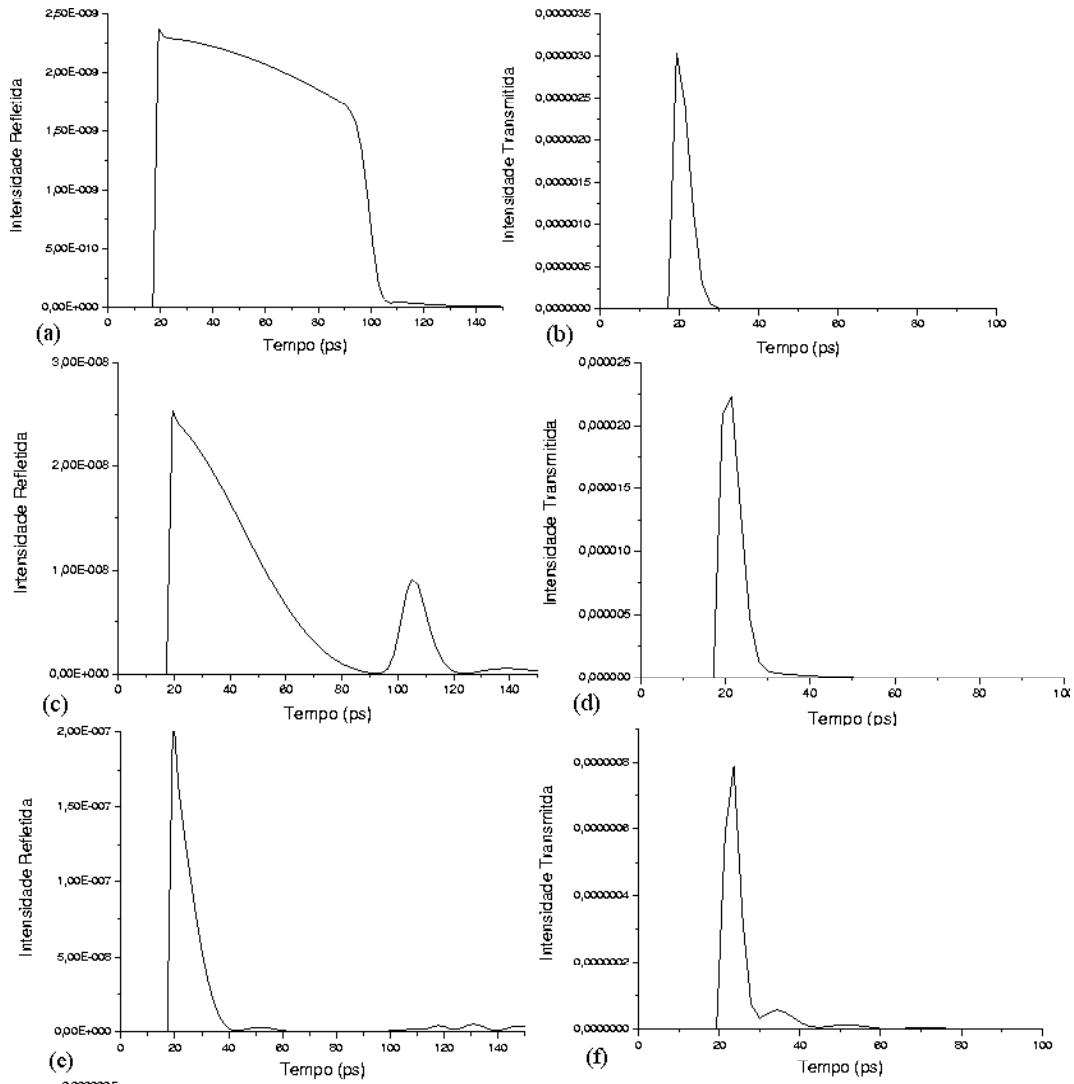 2,50E-009
2,00E-009
1,50E-009
1,00E-009
5,00E-010
0,00E+000
Intensidade Refletida
0 20 40 60 80 100 120 140
Tempo (ps)
(a)
0,0000035
0,0000030
0,0000025
0,0000020
0,0000015
0,0000010
0,0000005
0,0000000
Intensidade Transmitida
0 20 40 60 80 100
Tempo (ps)
(b)
3,00E-008
2,00E-008
1,00E-008
0,00E+000
Intensidade Refletida
0 20 40 60 80 100 120 140
Tempo (ps)
(c)
0,000025
0,000020
0,000015
0,000010
0,000005
0,000000
Intensidade Transmitida
0 20 40 60 80 100
Tempo (ps)
(d)
2,00E-007
1,50E-007
1,00E-007
5,00E-008
0,00E+000
Intensidade Refletida
0 20 40 60 80 100 120 140
Tempo (ps)
(e)
0,0000008
0,0000006
0,0000004
0,0000002
0,0000000
Intensidade Transmitda
0 20 40 60 80 100
Tempo (ps)
(f)